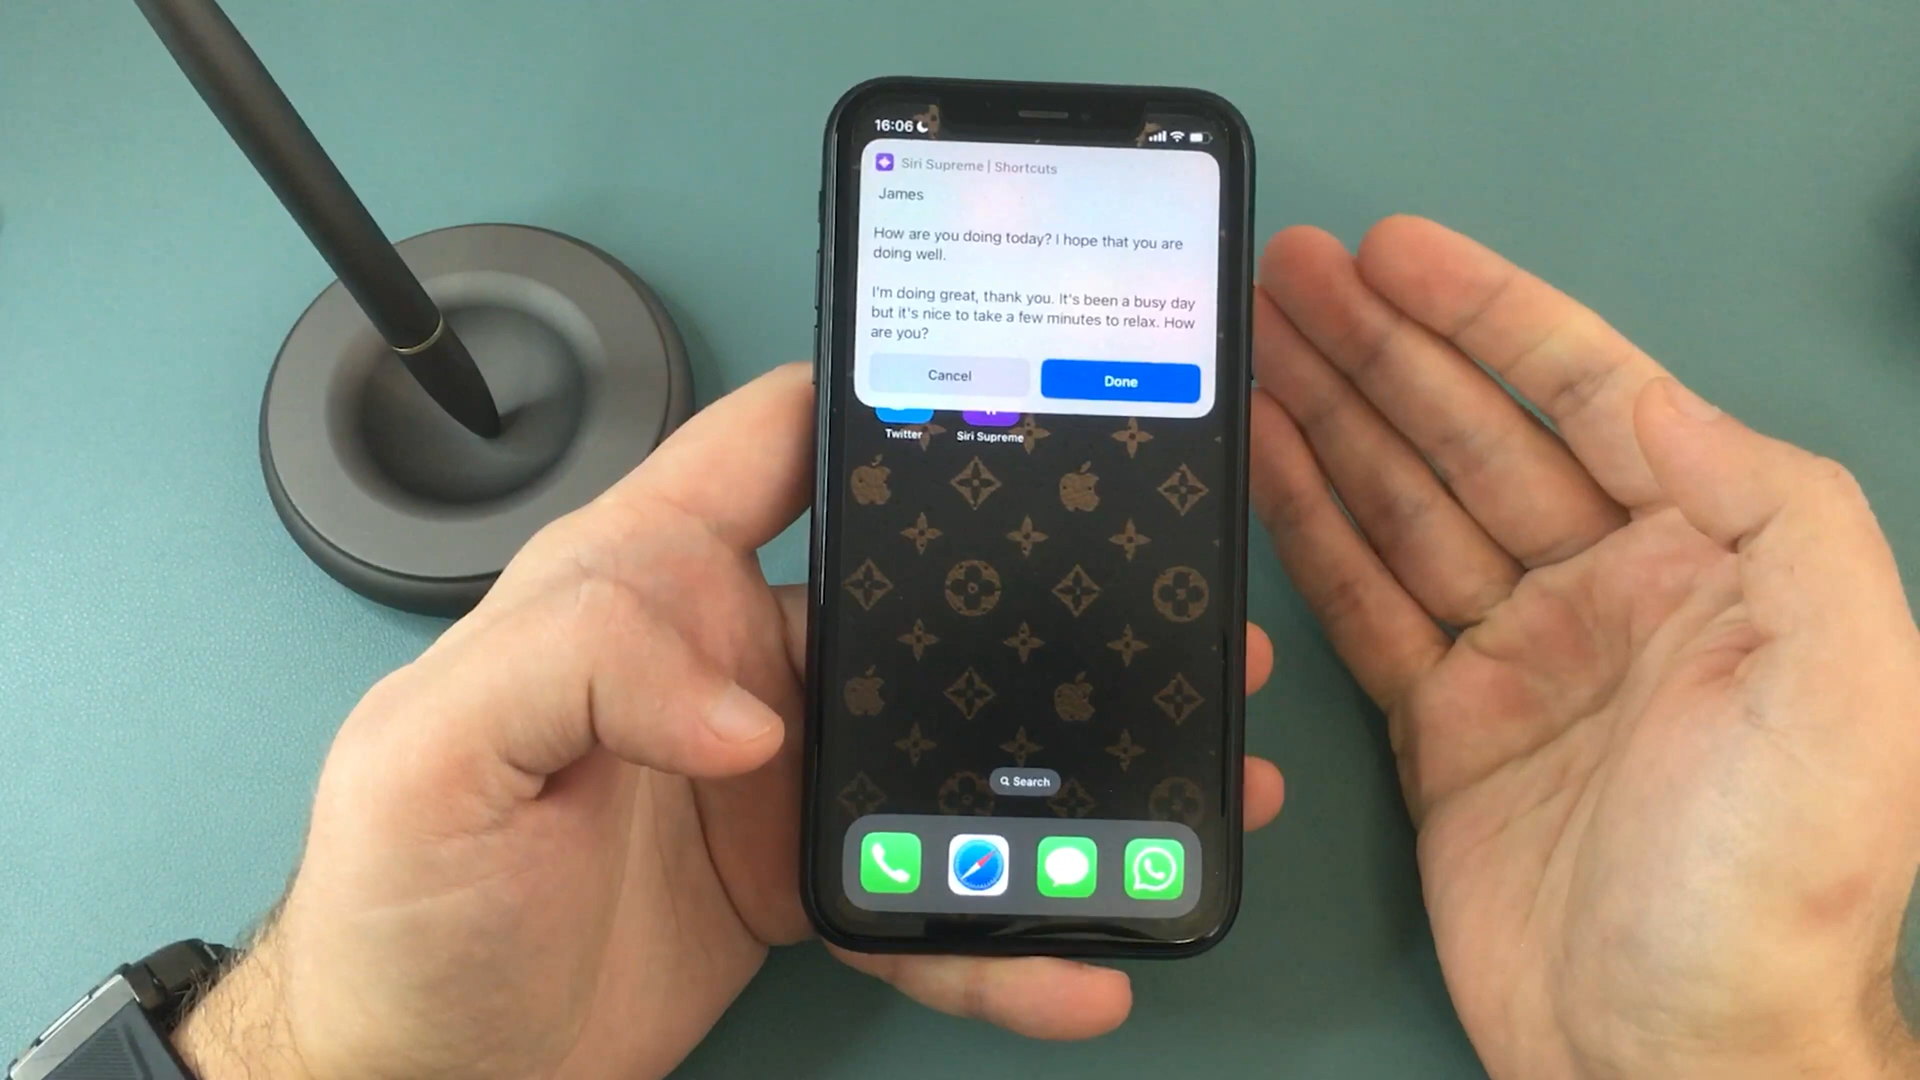 16:06
Siri Supreme | Shortcuts
James
How are you doing today? I hope that you are
doing well.
I'm doing great, thank you. It's been a busy day
but it's nice to take a few minutes to relax. How
are you?
Cancel
Done
Twitter
Siri Supreme
Search